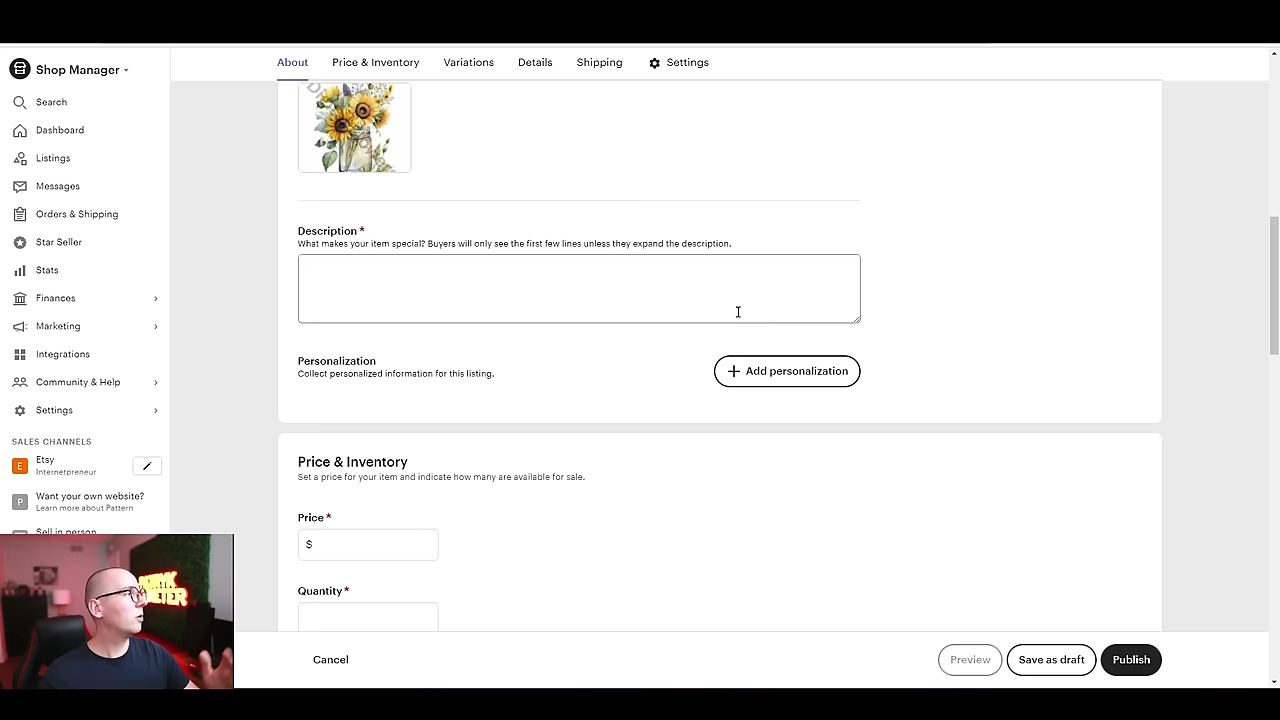 Shop Manager
Search
Dashboard
Listings
Messages
Orders & Shipping
Star Seller
Stats
Finances
Marketing
Integrations
Community & Help
Settings
SALES CHANNELS
E
Etsy
Internetpreneur
P
Want your own website?
Learn more about Pattern
Sell in person
About
Price & Inventory
Variations
Details
Shipping
Settings
Description *
What makes your item special? Buyers will only see the first few lines unless they expand the description.
Personalization
Collect personalized information for this listing.
+ Add personalization
Price & Inventory
Set a price for your item and indicate how many are available for sale.
Price *
$
Quantity *
Cancel
Preview
Save as draft
Publish